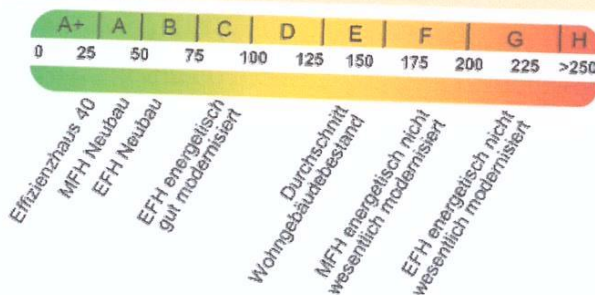 A+ A B C D E F G H
0 25 50 75 100 125 150 175 200 225 >250
Effizienzhaus 40
MFH Neubau
EFH Neubau
EFH energetisch
gut modernisiert
Durchschnitt
Wohngebäudebestand
MFH energetisch nicht
wesentlich modernisiert
EFH energetisch nicht
wesentlich modernisiert